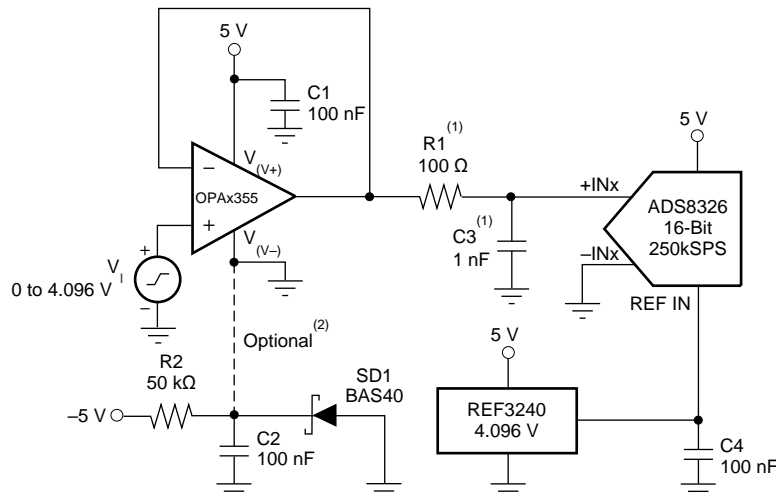 5 V
C1
100 nF
V(V+)
−
OPAx355
+
V(V−)
+
VI
0 to 4.096 V
−
R1(1)
100 Ω
C3(1)
1 nF
5 V
+INx
ADS8326
16-Bit
250kSPS
−INx
REF IN
Optional(2)
R2
50 kΩ
−5 V
SD1
BAS40
C2
100 nF
5 V
REF3240
4.096 V
C4
100 nF